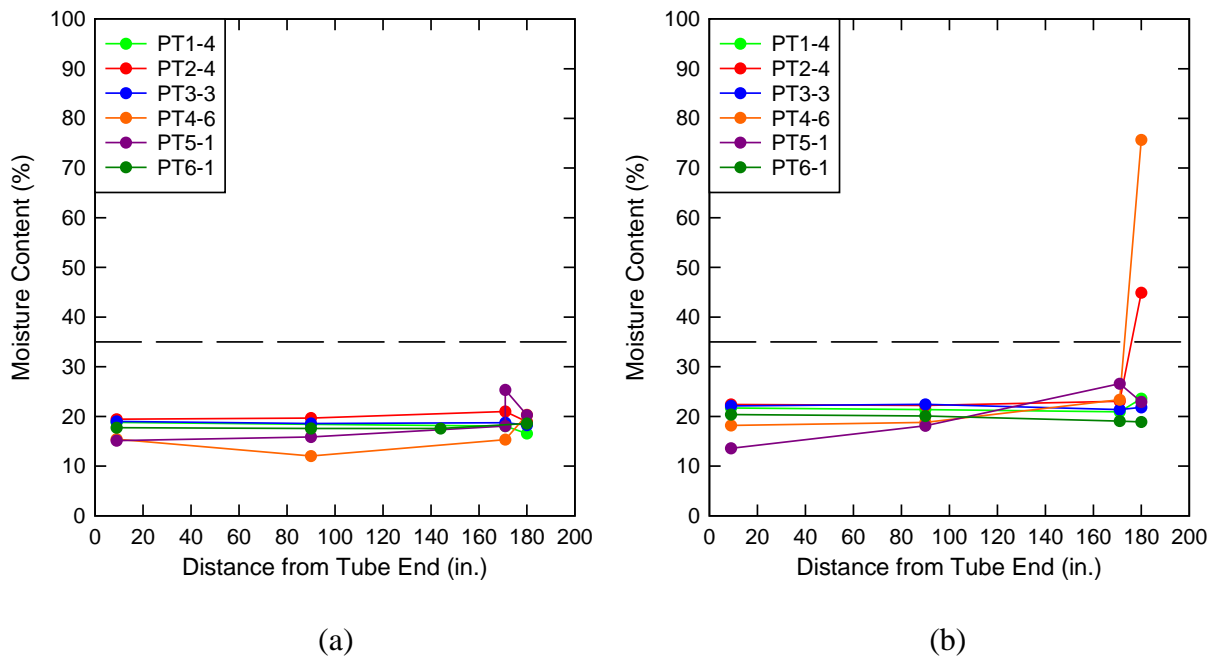 100
90
80
70
60
50
40
30
20
10
0
Moisture Content (%)
PT1-4
PT2-4
PT3-3
PT4-6
PT5-1
PT6-1
0 20 40 60 80 100 120 140 160 180 200
Distance from Tube End (in.)
(a)
100
90
80
70
60
50
40
30
20
10
0
Moisture Content (%)
PT1-4
PT2-4
PT3-3
PT4-6
PT5-1
PT6-1
0 20 40 60 80 100 120 140 160 180 200
Distance from Tube End (in.)
(b)